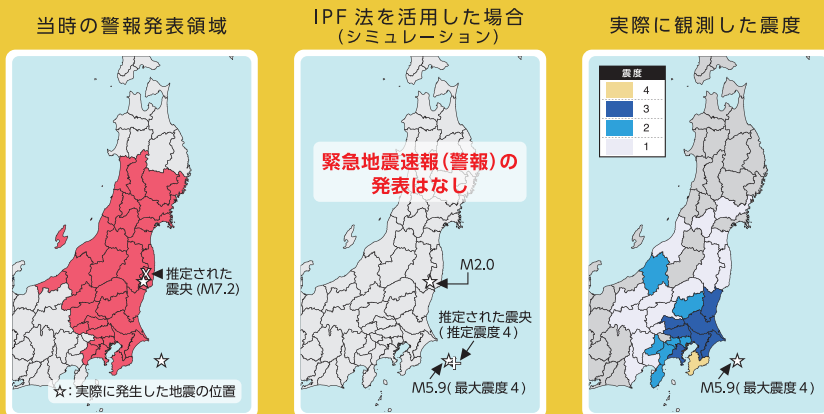 当時の警報発表領域
推定された
震央(M7.2)
☆：実際に発生した地震の位置
IPF 法を活用した場合
(シミュレーション)
緊急地震速報(警報)の
発表はなし
M2.0
推定された震央
(推定震度4)
M5.9(最大震度4)
実際に観測した震度
震度
4
3
2
1
M5.9(最大震度4)